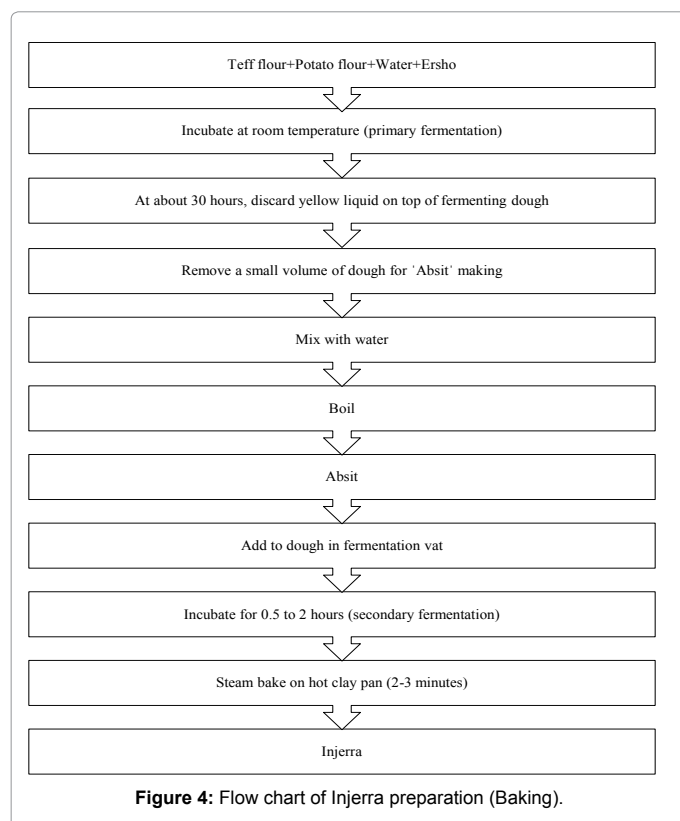 Teff flour+Potato flour+Water+Ersho
Incubate at room temperature (primary fermentation)
At about 30 hours, discard yellow liquid on top of fermenting dough
Remove a small volume of dough for 'Absit' making
Mix with water
Boil
Absit
Add to dough in fermentation vat
Incubate for 0.5 to 2 hours (secondary fermentation)
Steam bake on hot clay pan (2-3 minutes)
Injerra
Figure 4: Flow chart of Injerra preparation (Baking).